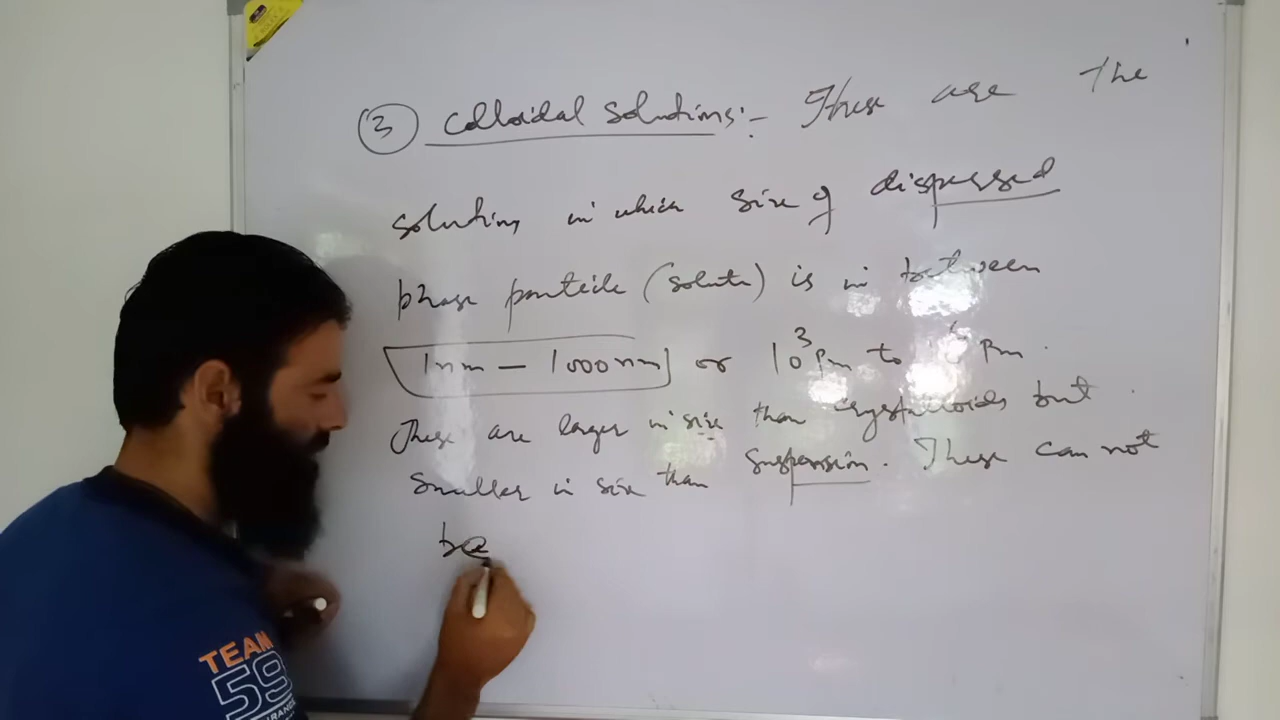 3 Colloidal Solutions:- These are the
solutions in which size of dispersed
phase particle (solute) is in between
1nm - 1000nm or 10³ pm to 10⁶ pm.
These are larger in size than crystalloids but
smaller in size than suspension. These can not
be
TEAM
59